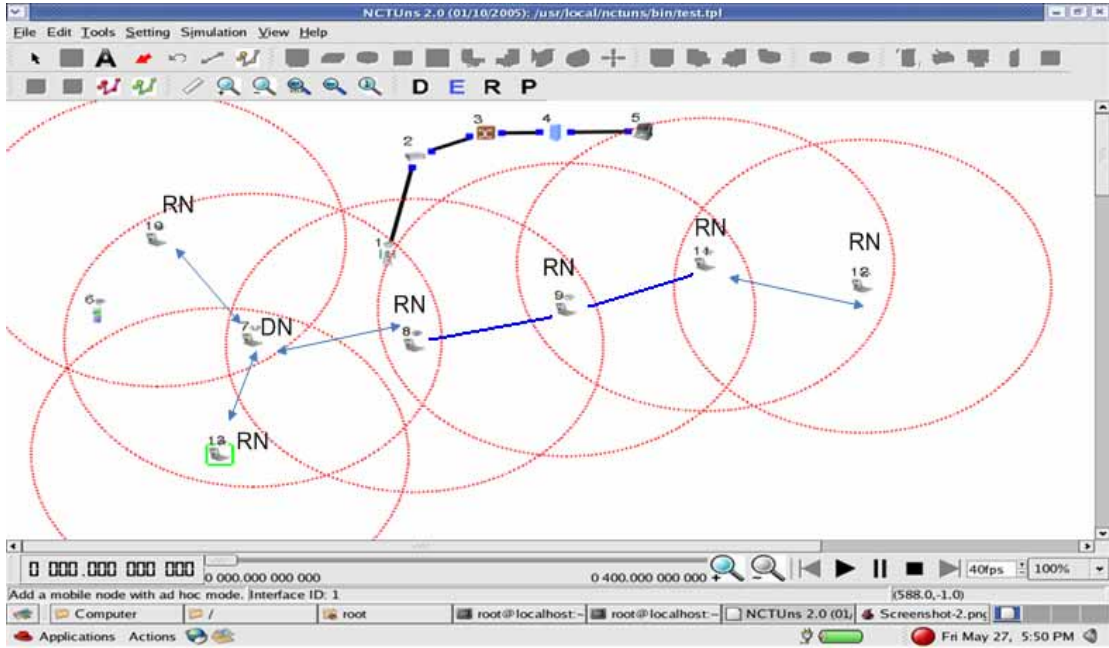 NCTUns 2.0 (01/10/2005): /usr/local/nctuns/bin/test.tpl
File Edit Tools Setting Simulation View Help
A
D E R P
3 4 5
2
RN
10
1
RN
11
RN
12
RN
9
6
RN
8
7 DN
13 RN
0 000.000 000 000
0 000.000 000 000
0 400.000 000 000
40fps
100%
Add a mobile node with ad hoc mode. Interface ID: 1
(588.0,-1.0)
Computer
/
root
root@localhost:~
root@localhost:~
NCTUns 2.0 (01/
Screenshot-2.png
Applications Actions
Fri May 27, 5:50 PM